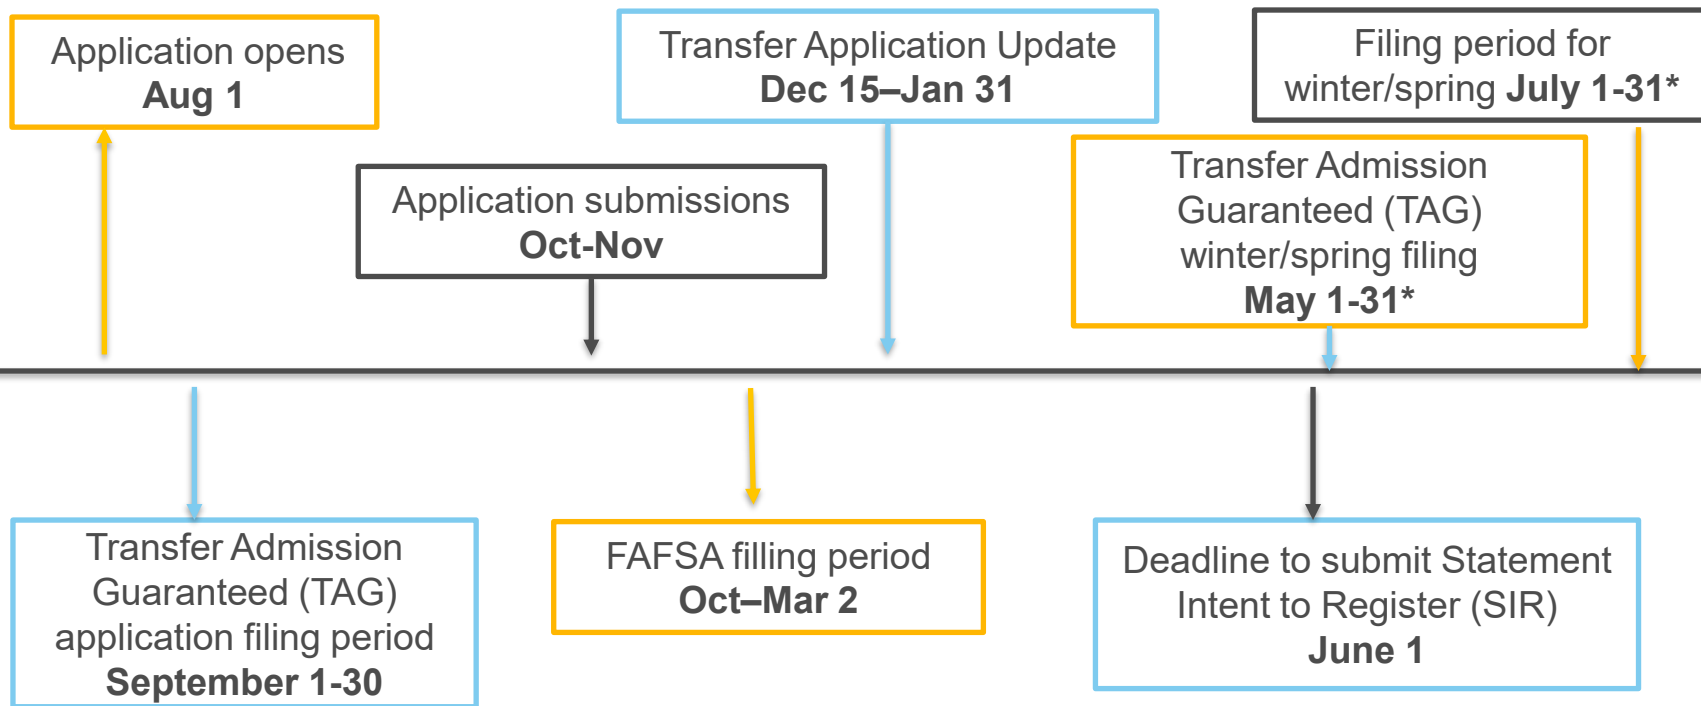 Application opens
Aug 1
Transfer Application Update
Dec 15–Jan 31
Filing period for
winter/spring July 1-31*
Application submissions
Oct-Nov
Transfer Admission
Guaranteed (TAG)
winter/spring filing
May 1-31*
Transfer Admission
Guaranteed (TAG)
application filing period
September 1-30
FAFSA filling period
Oct–Mar 2
Deadline to submit Statement
Intent to Register (SIR)
June 1